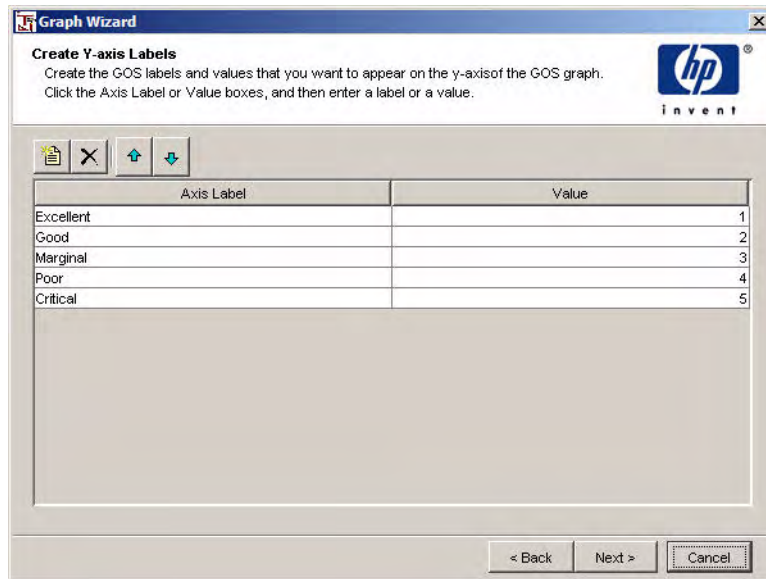 Graph Wizard
Create Y-axis Labels
Create the GOS labels and values that you want to appear on the y-axisof the GOS graph.
Click the Axis Label or Value boxes, and then enter a label or a value.
hp ®
invent
Axis Label Value
Excellent 1
Good 2
Marginal 3
Poor 4
Critical 5
< Back Next > Cancel